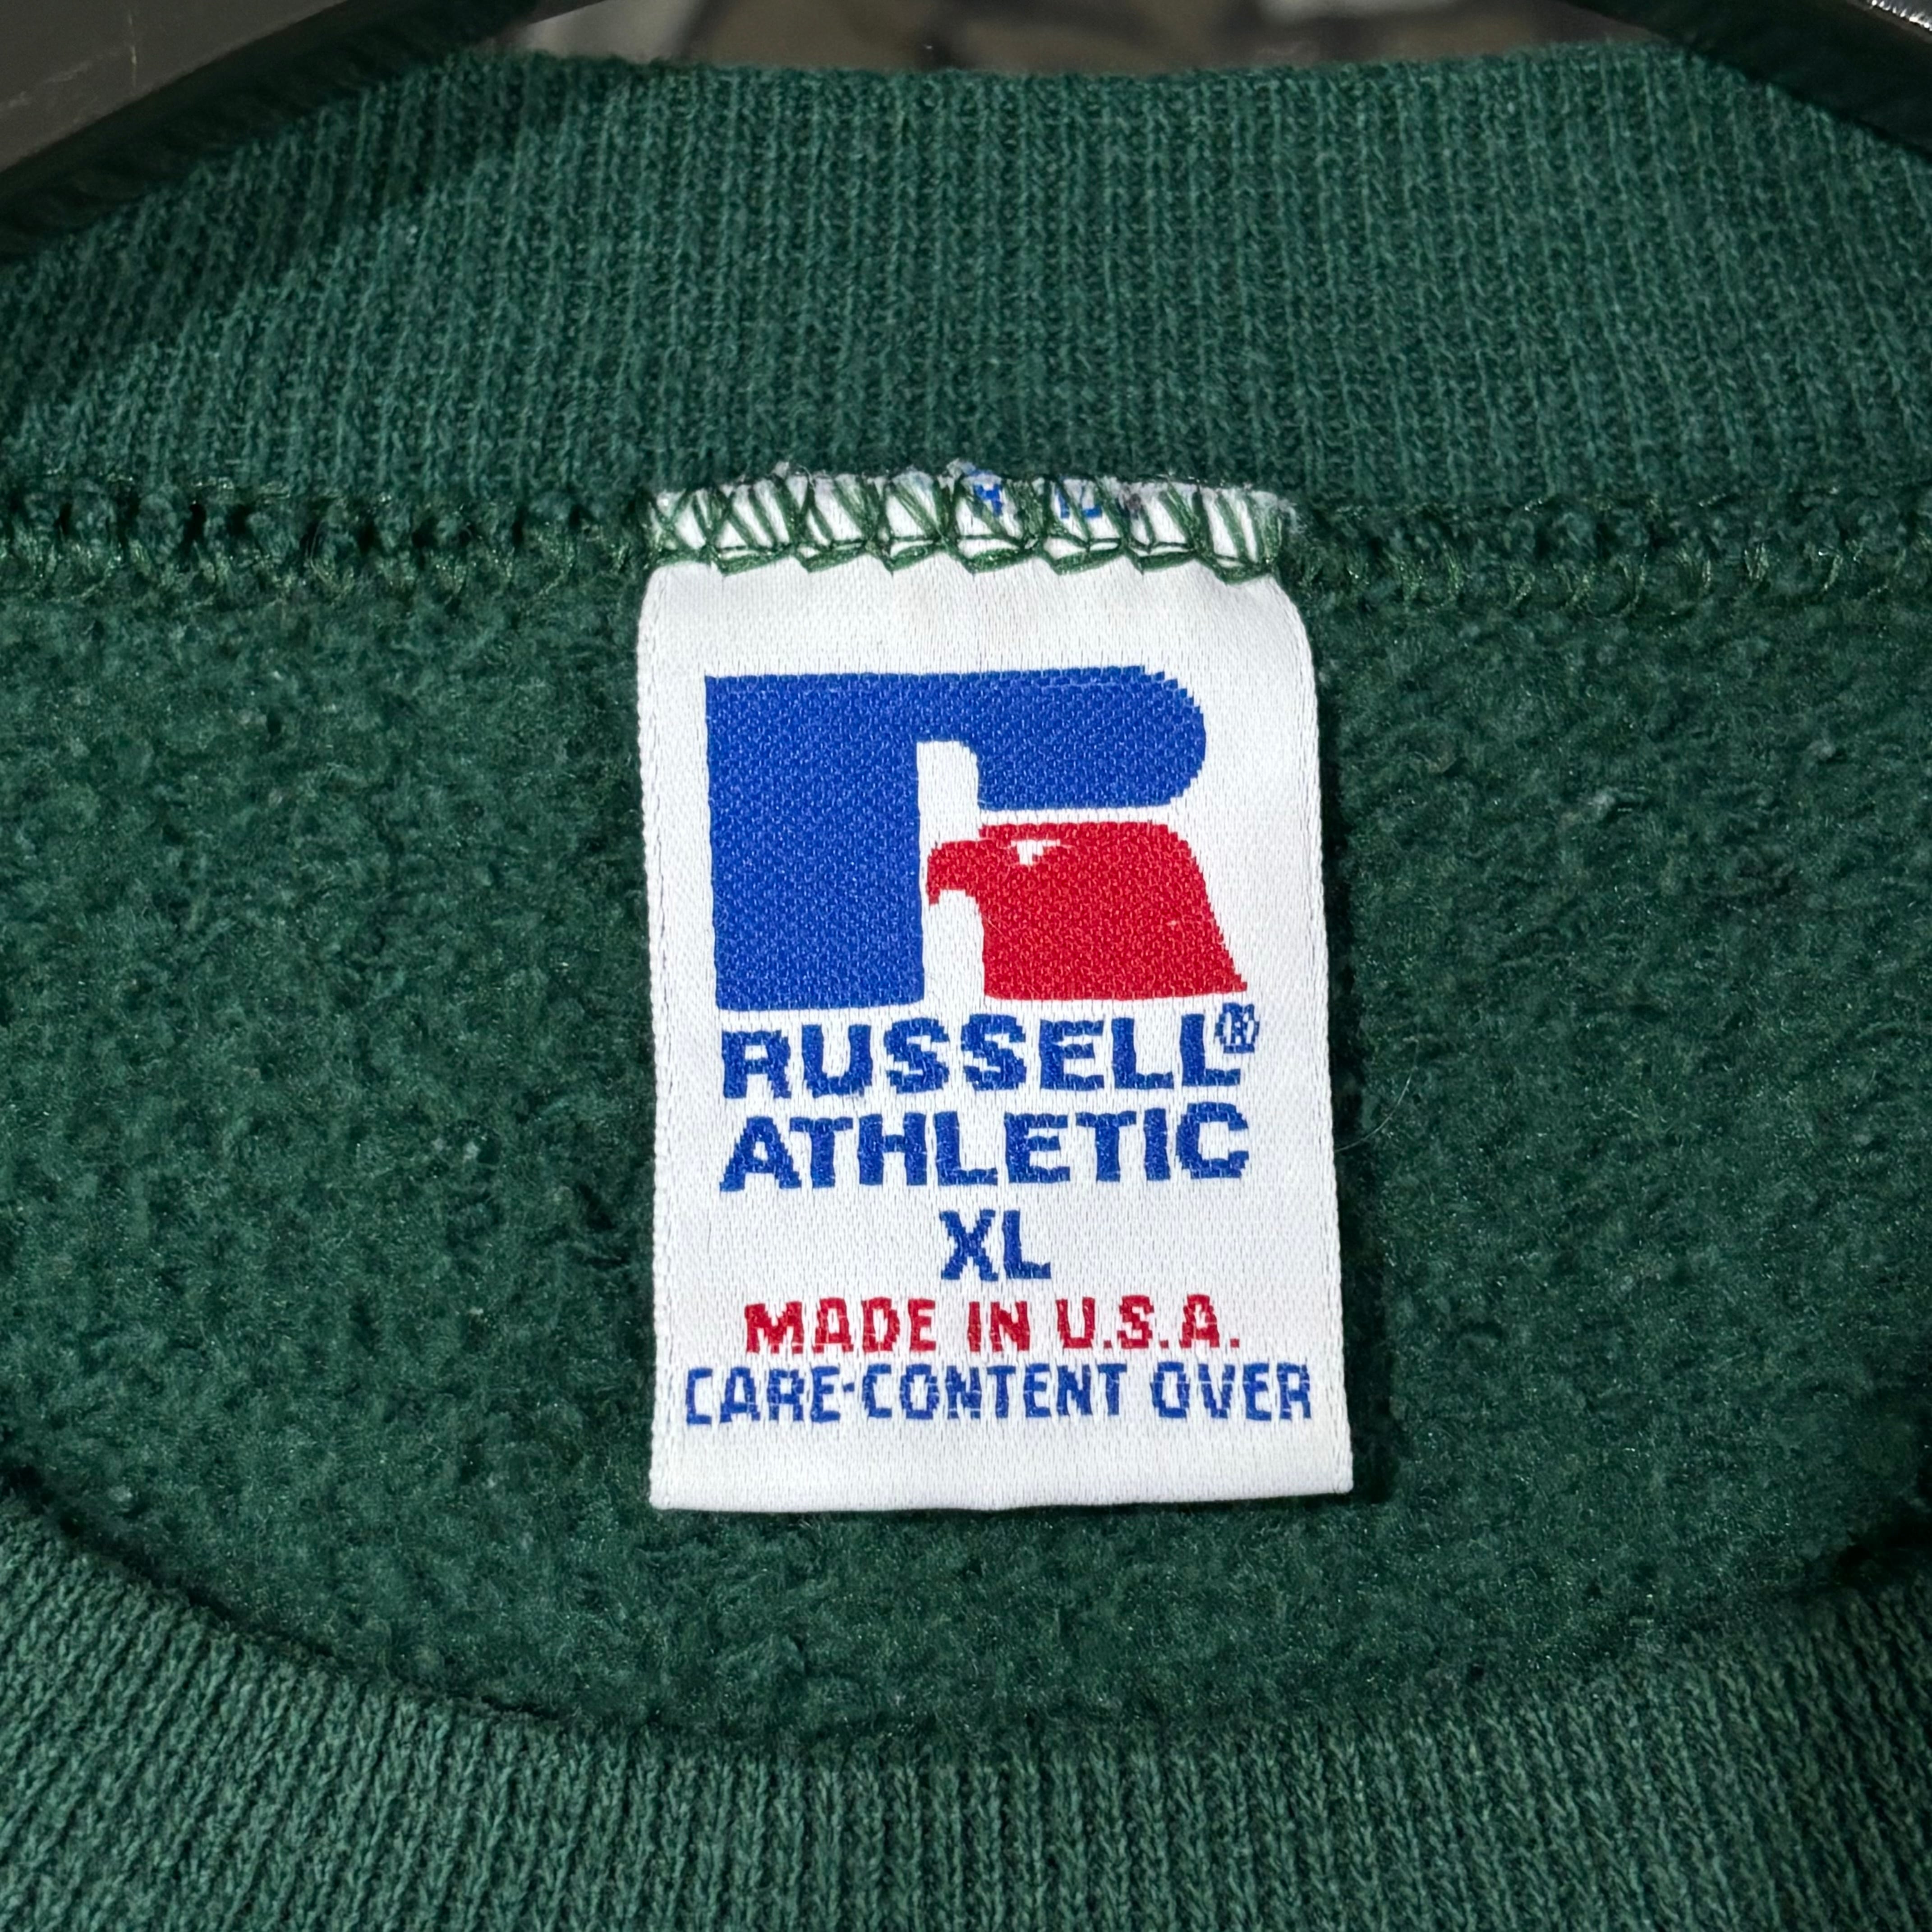 RUSSELL®
ATHLETIC
XL
MADE IN U.S.A.
CARE-CONTENT OVER